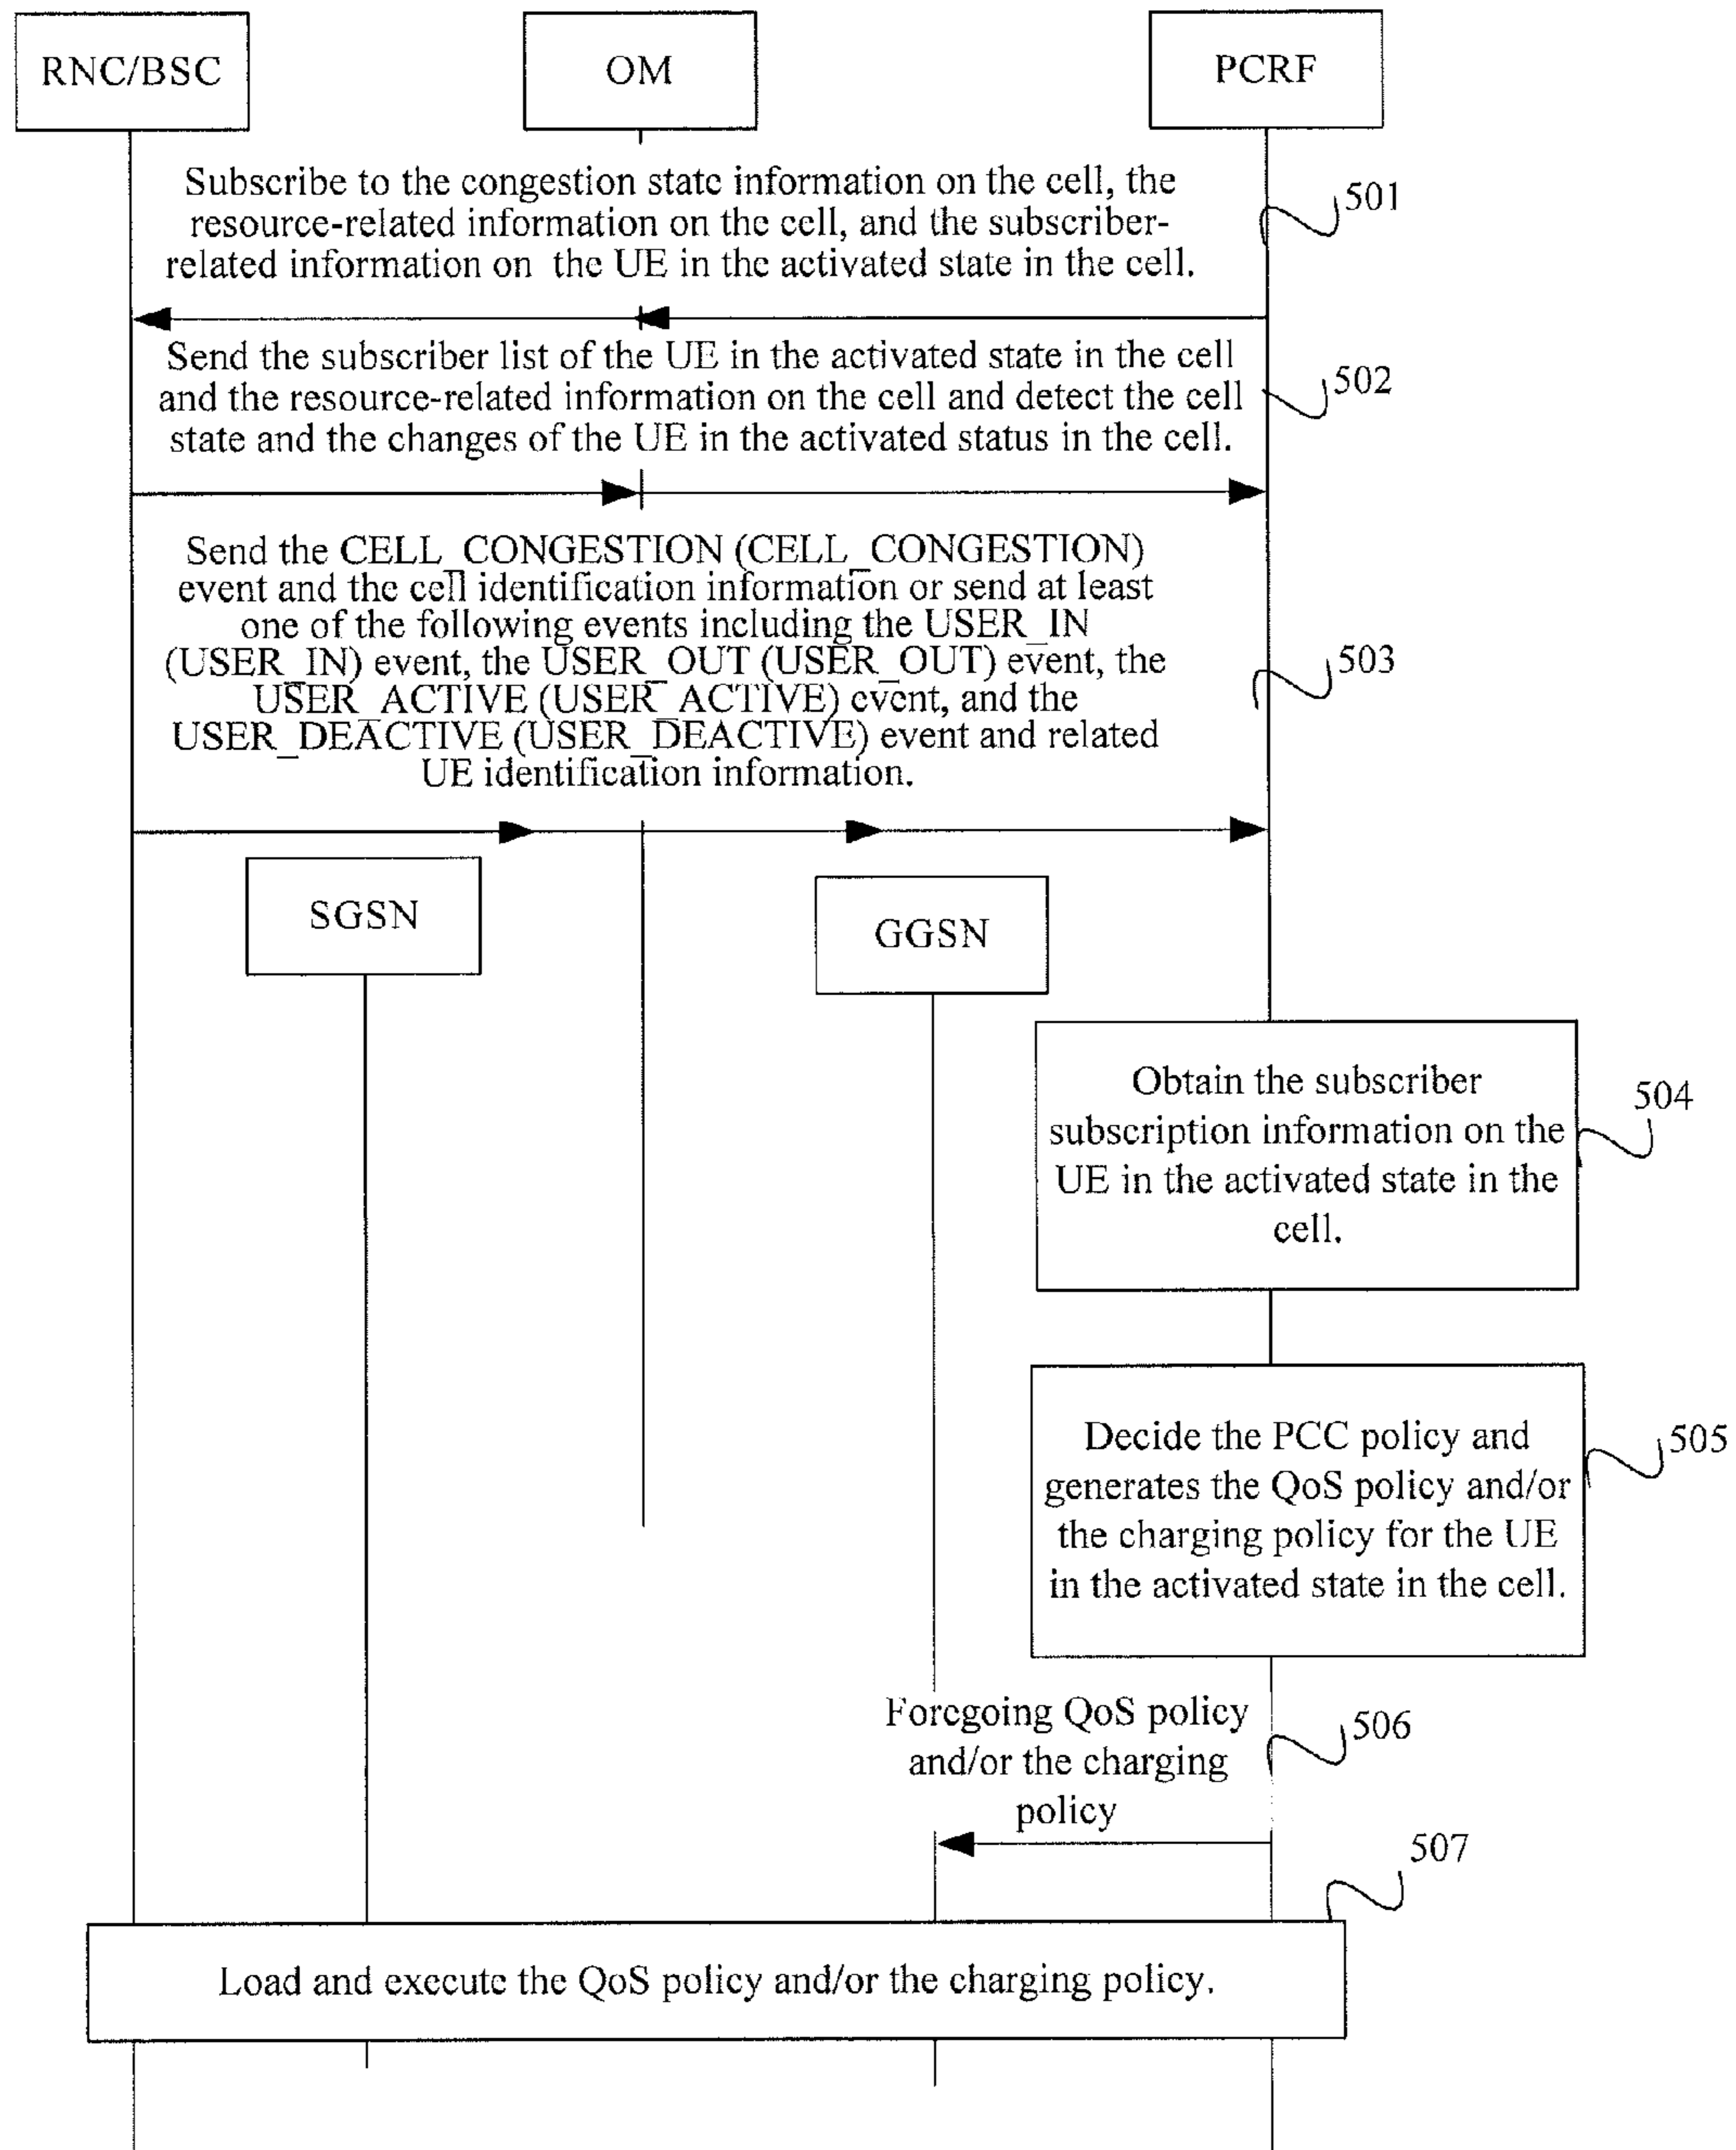 RNC/BSC
OM
PCRF
Subscribe to the congestion state information on the cell, the
resource-related information on the cell, and the subscriber-
related information on the UE in the activated state in the cell.
501
Send the subscriber list of the UE in the activated state in the cell
and the resource-related information on the cell and detect the cell
state and the changes of the UE in the activated status in the cell.
502
Send the CELL_CONGESTION (CELL_CONGESTION)
event and the cell identification information or send at least
one of the following events including the USER_IN
(USER_IN) event, the USER_OUT (USER_OUT) event, the
USER_ACTIVE (USER_ACTIVE) event, and the
USER_DEACTIVE (USER_DEACTIVE) event and related
UE identification information.
503
SGSN
GGSN
Obtain the subscriber
subscription information on the
UE in the activated state in the
cell.
504
Decide the PCC policy and
generates the QoS policy and/or
the charging policy for the UE
in the activated state in the cell.
505
Foregoing QoS policy
and/or the charging
policy
506
507
Load and execute the QoS policy and/or the charging policy.